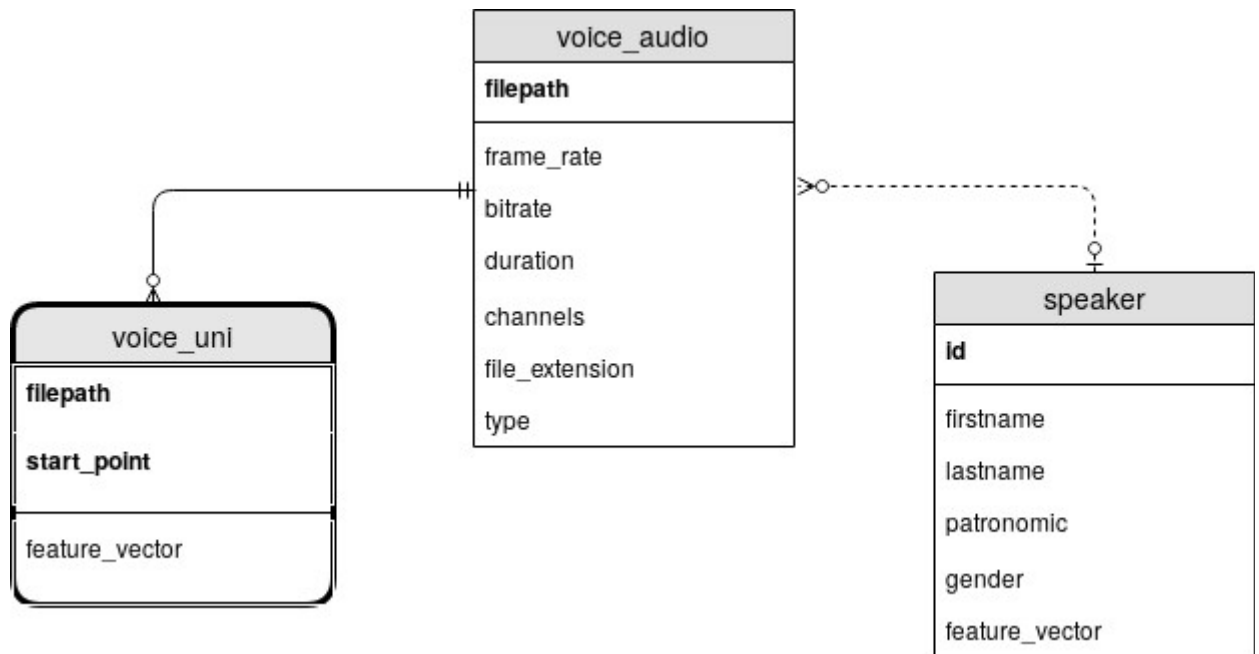 voice_audio
filepath
frame_rate
bitrate
duration
channels
file_extension
type
voice_uni
filepath
start_point
feature_vector
speaker
id
firstname
lastname
patronomic
gender
feature_vector